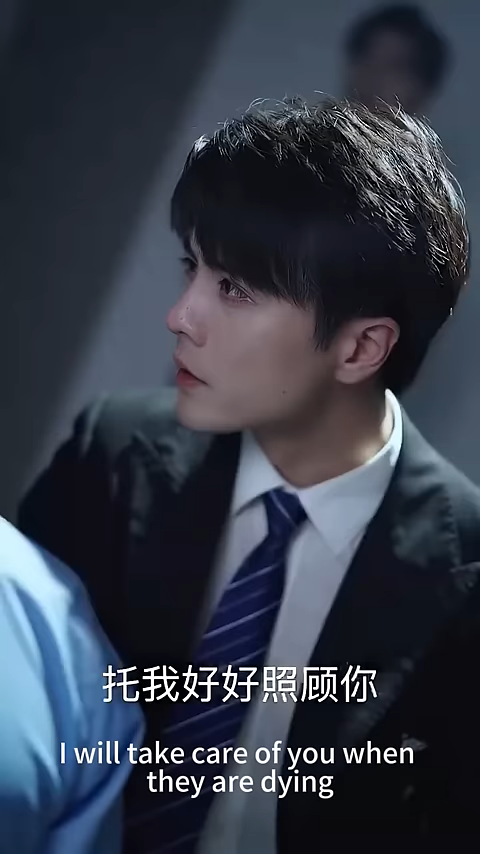 托我好好照顾你
I will take care of you when
they are dying